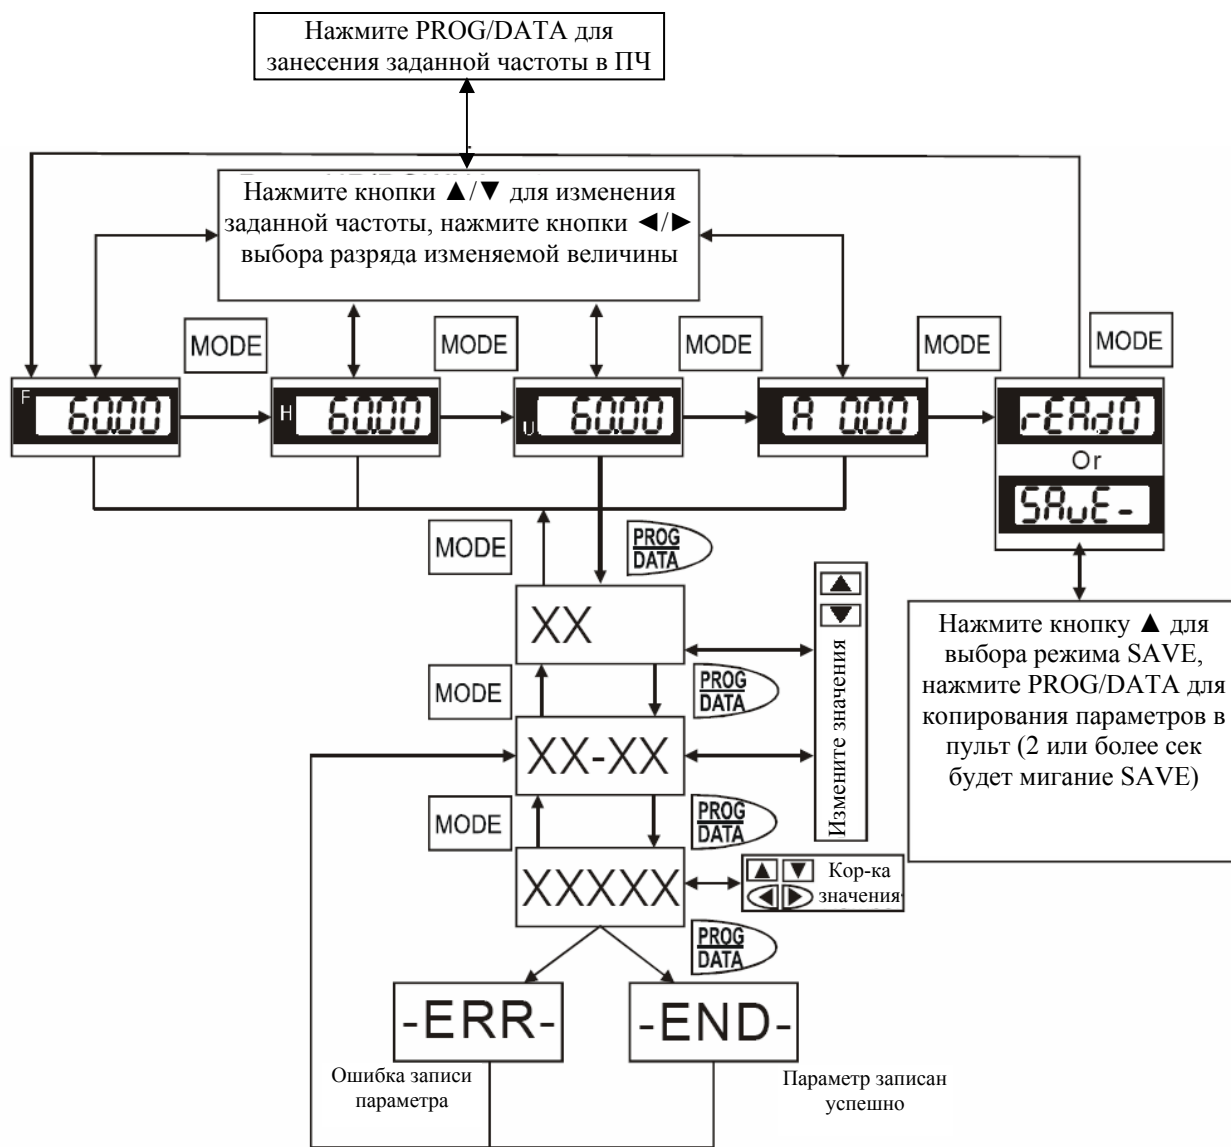 Нажмите PROG/DATA для
занесения заданной частоты в ПЧ
Нажмите кнопки ▲/▼ для изменения
заданной частоты, нажмите кнопки ◄/►
выбора разряда изменяемой величины
MODE
MODE
MODE
MODE
MODE
F 60.00
H 60.00
U 60.00
A 0.00
rEAd0
Or
SAvE-
MODE
PROG
DATA
XX
MODE
PROG
DATA
XX-XX
MODE
PROG
DATA
XXXXX
Измените значения
▲
▼
Нажмите кнопку ▲ для
выбора режима SAVE,
нажмите PROG/DATA для
копирования параметров в
пульт (2 или более сек
будет мигание SAVE)
▲ ▼ Кор-ка
◄ ► значения
PROG
DATA
-ERR-
-END-
Ошибка записи
параметра
Параметр записан
успешно